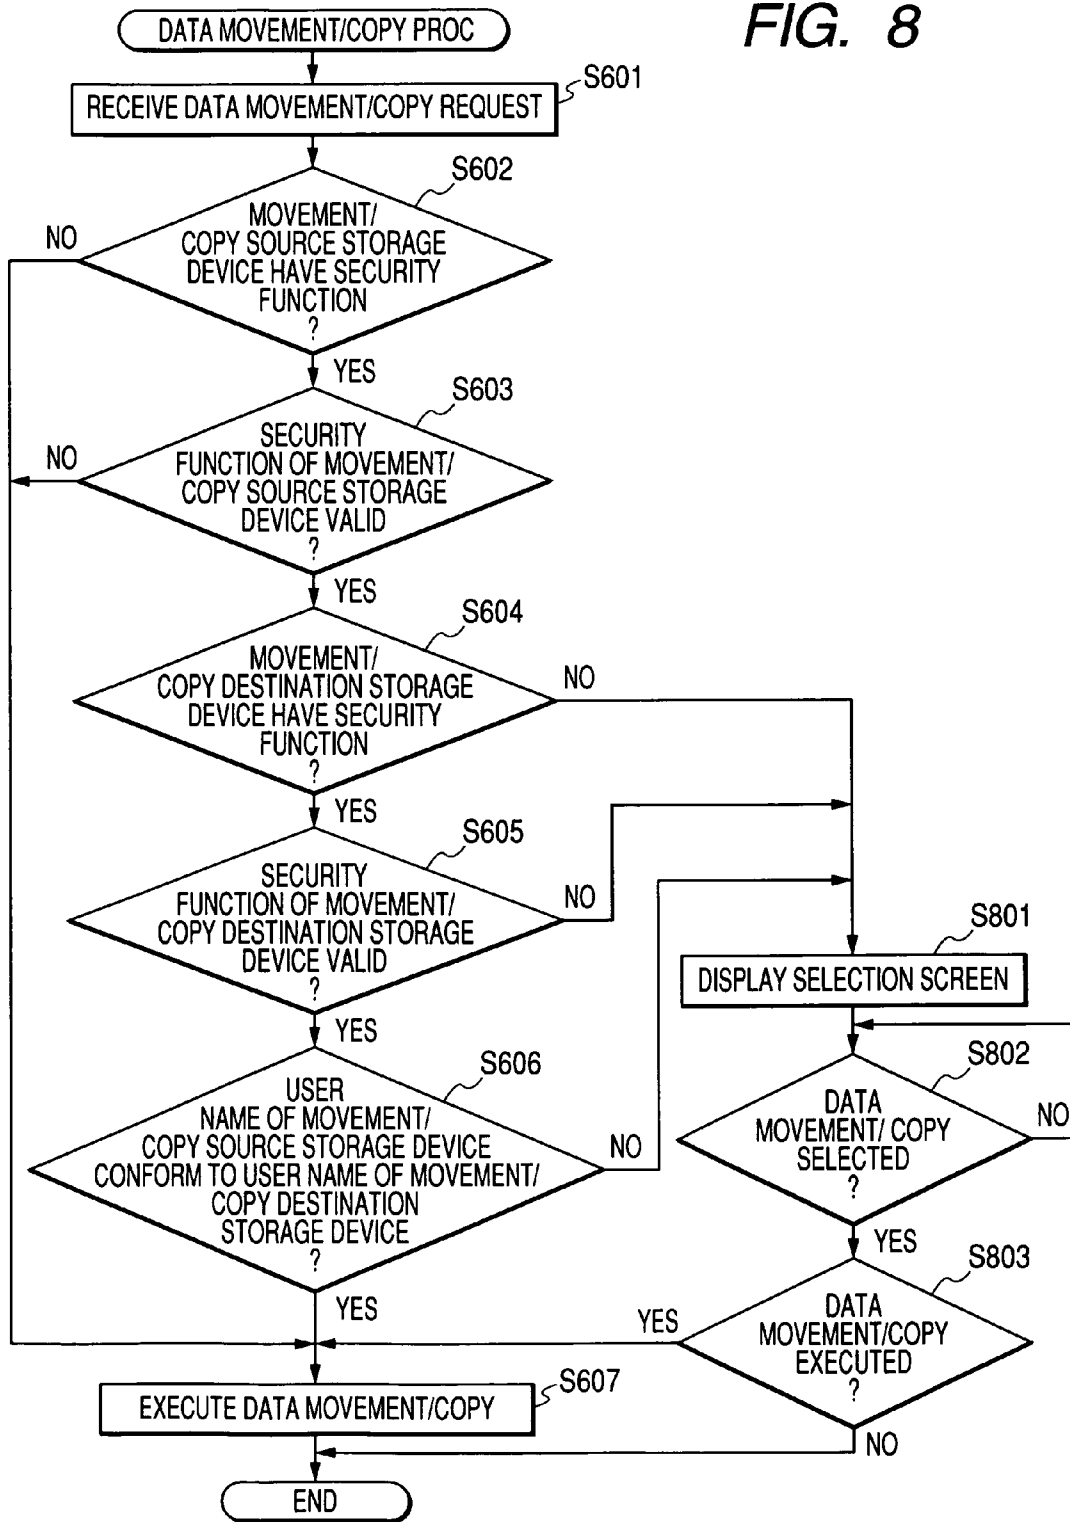 FIG. 8
DATA MOVEMENT/COPY PROC
S601
RECEIVE DATA MOVEMENT/COPY REQUEST
S602
MOVEMENT/
COPY SOURCE STORAGE
DEVICE HAVE SECURITY
FUNCTION
?
NO
YES
S603
SECURITY
FUNCTION OF MOVEMENT/
COPY SOURCE STORAGE
DEVICE VALID
?
NO
YES
S604
MOVEMENT/
COPY DESTINATION STORAGE
DEVICE HAVE SECURITY
FUNCTION
?
NO
YES
S605
SECURITY
FUNCTION OF MOVEMENT/
COPY DESTINATION STORAGE
DEVICE VALID
?
NO
YES
S606
USER
NAME OF MOVEMENT/
COPY SOURCE STORAGE DEVICE
CONFORM TO USER NAME OF MOVEMENT/
COPY DESTINATION
STORAGE DEVICE
?
NO
YES
S801
DISPLAY SELECTION SCREEN
S802
DATA
MOVEMENT/ COPY
SELECTED
?
NO
YES
S803
DATA
MOVEMENT/COPY
EXECUTED
?
YES
NO
S607
EXECUTE DATA MOVEMENT/COPY
END